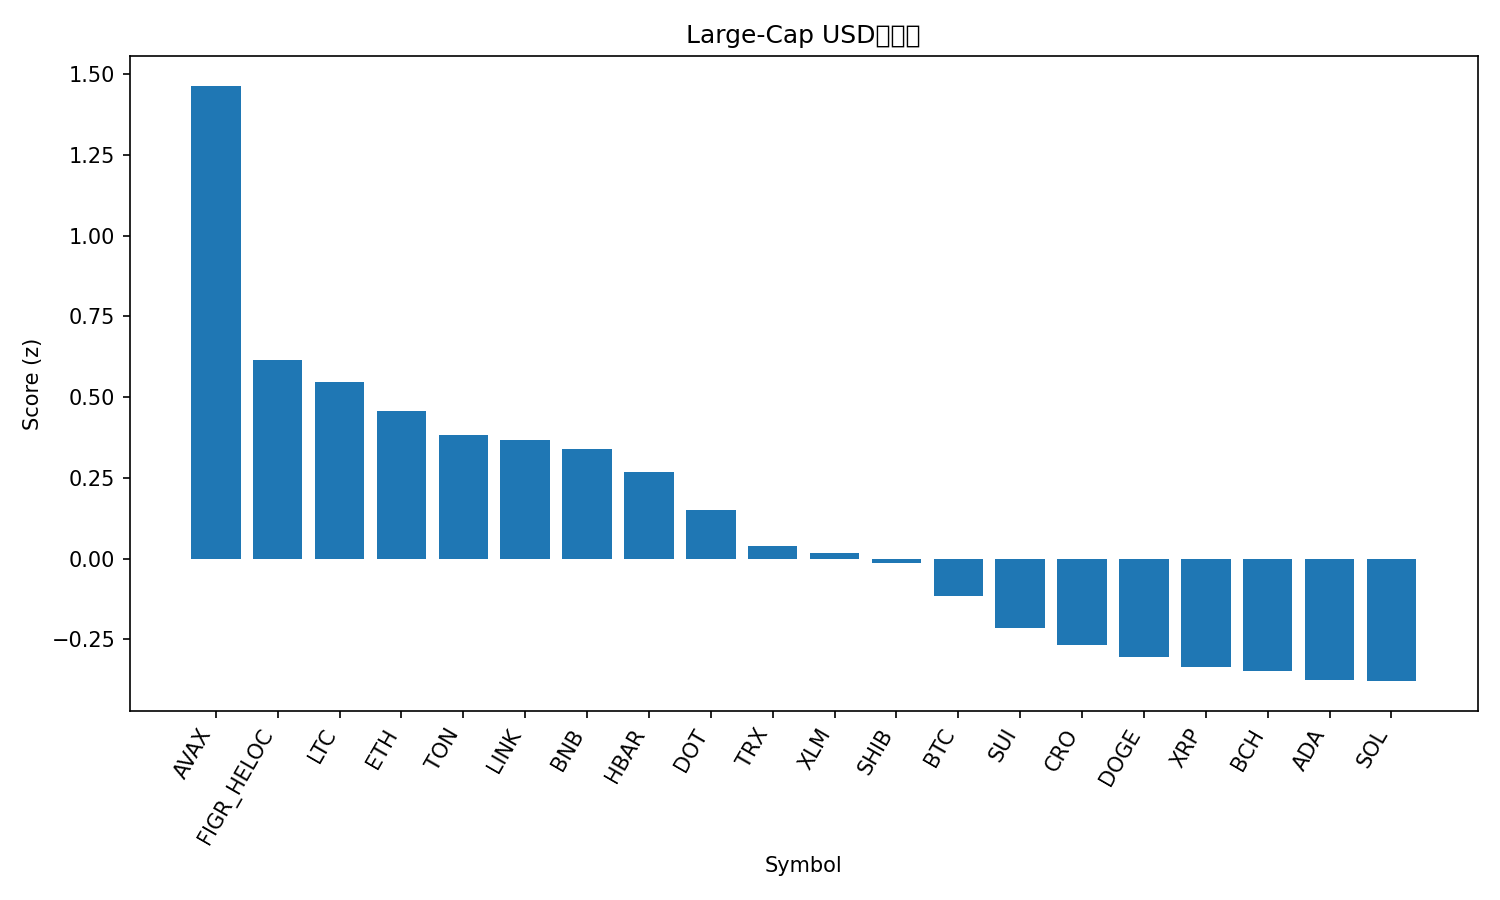 Large-Cap USD
1.50
1.25
1.00
0.75
0.50
0.25
0.00
−0.25
Score (z)
AVAX
FIGR_HELOC
LTC
ETH
TON
LINK
BNB
HBAR
DOT
TRX
XLM
SHIB
BTC
SUI
CRO
DOGE
XRP
BCH
ADA
SOL
Symbol